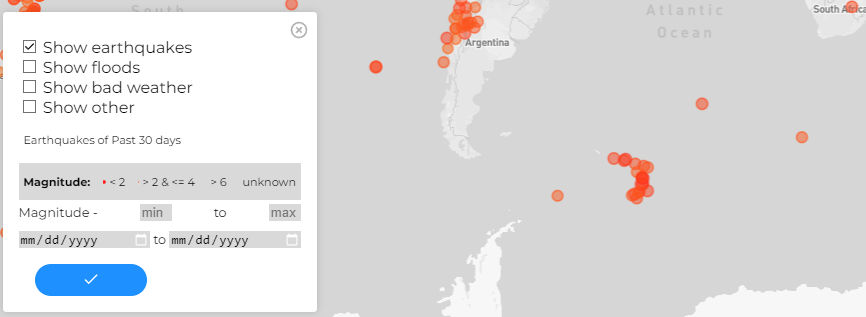 South
Atlantic
Ocean
South Africa
Argentina
Show earthquakes
Show floods
Show bad weather
Show other
Earthquakes of Past 30 days
Magnitude: < 2 > 2 & <= 4 > 6 unknown
Magnitude - min to max
mm/dd/yyyy to mm/dd/yyyy